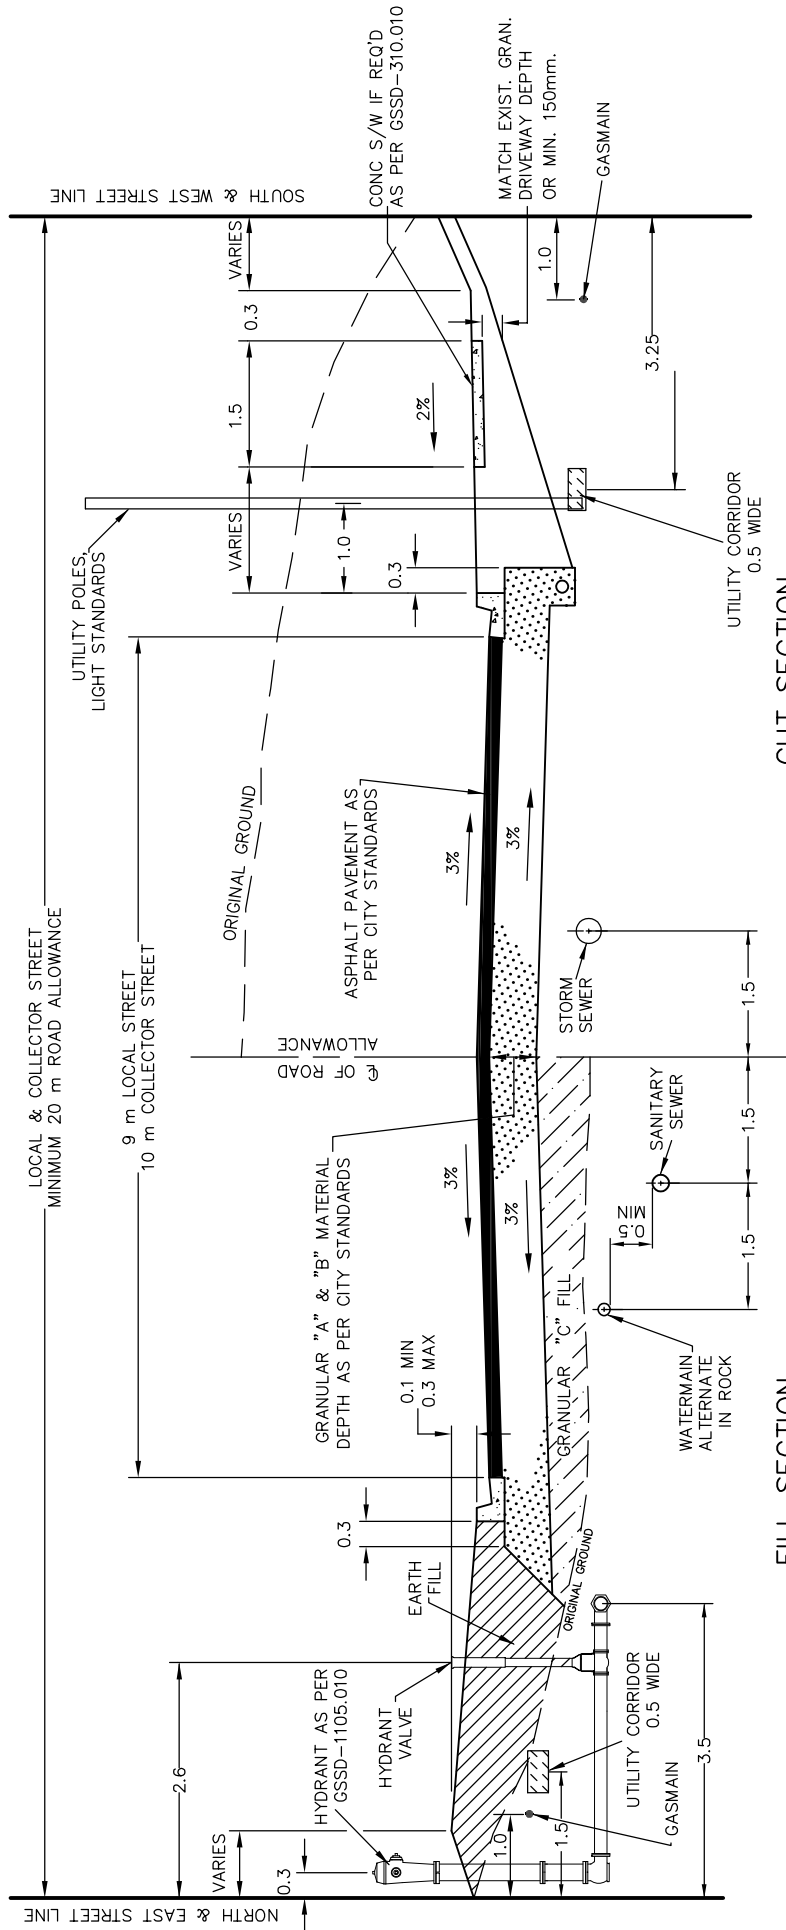 LOCAL & COLLECTOR STREET
MINIMUM 20 m ROAD ALLOWANCE
9 m LOCAL STREET
10 m COLLECTOR STREET
NORTH & EAST STREET LINE
SOUTH & WEST STREET LINE
VARIES
0.3
2.6
HYDRANT AS PER
GSSD-1105.010
HYDRANT
VALVE
EARTH
FILL
0.3
0.1 MIN
0.3 MAX
GRANULAR "A" & "B" MATERIAL
DEPTH AS PER CITY STANDARDS
3%
3%
℄ OF ROAD
ALLOWANCE
ORIGINAL GROUND
ASPHALT PAVEMENT AS
PER CITY STANDARDS
3%
3%
UTILITY POLES,
LIGHT STANDARDS
VARIES
1.0
0.3
1.5
0.3
VARIES
2%
CONC S/W IF REQ'D
AS PER GSSD-310.010
MATCH EXIST. GRAN.
DRIVEWAY DEPTH
OR MIN. 150mm.
1.0
GASMAIN
3.25
UTILITY CORRIDOR
0.5 WIDE
STORM
SEWER
1.5
SANITARY
SEWER
1.5
0.5
MIN
1.5
GRANULAR "C" FILL
WATERMAIN
ALTERNATE
IN ROCK
ORIGINAL GROUND
1.0
1.5
UTILITY CORRIDOR
0.5 WIDE
GASMAIN
3.5
FILL SECTION
CUT SECTION